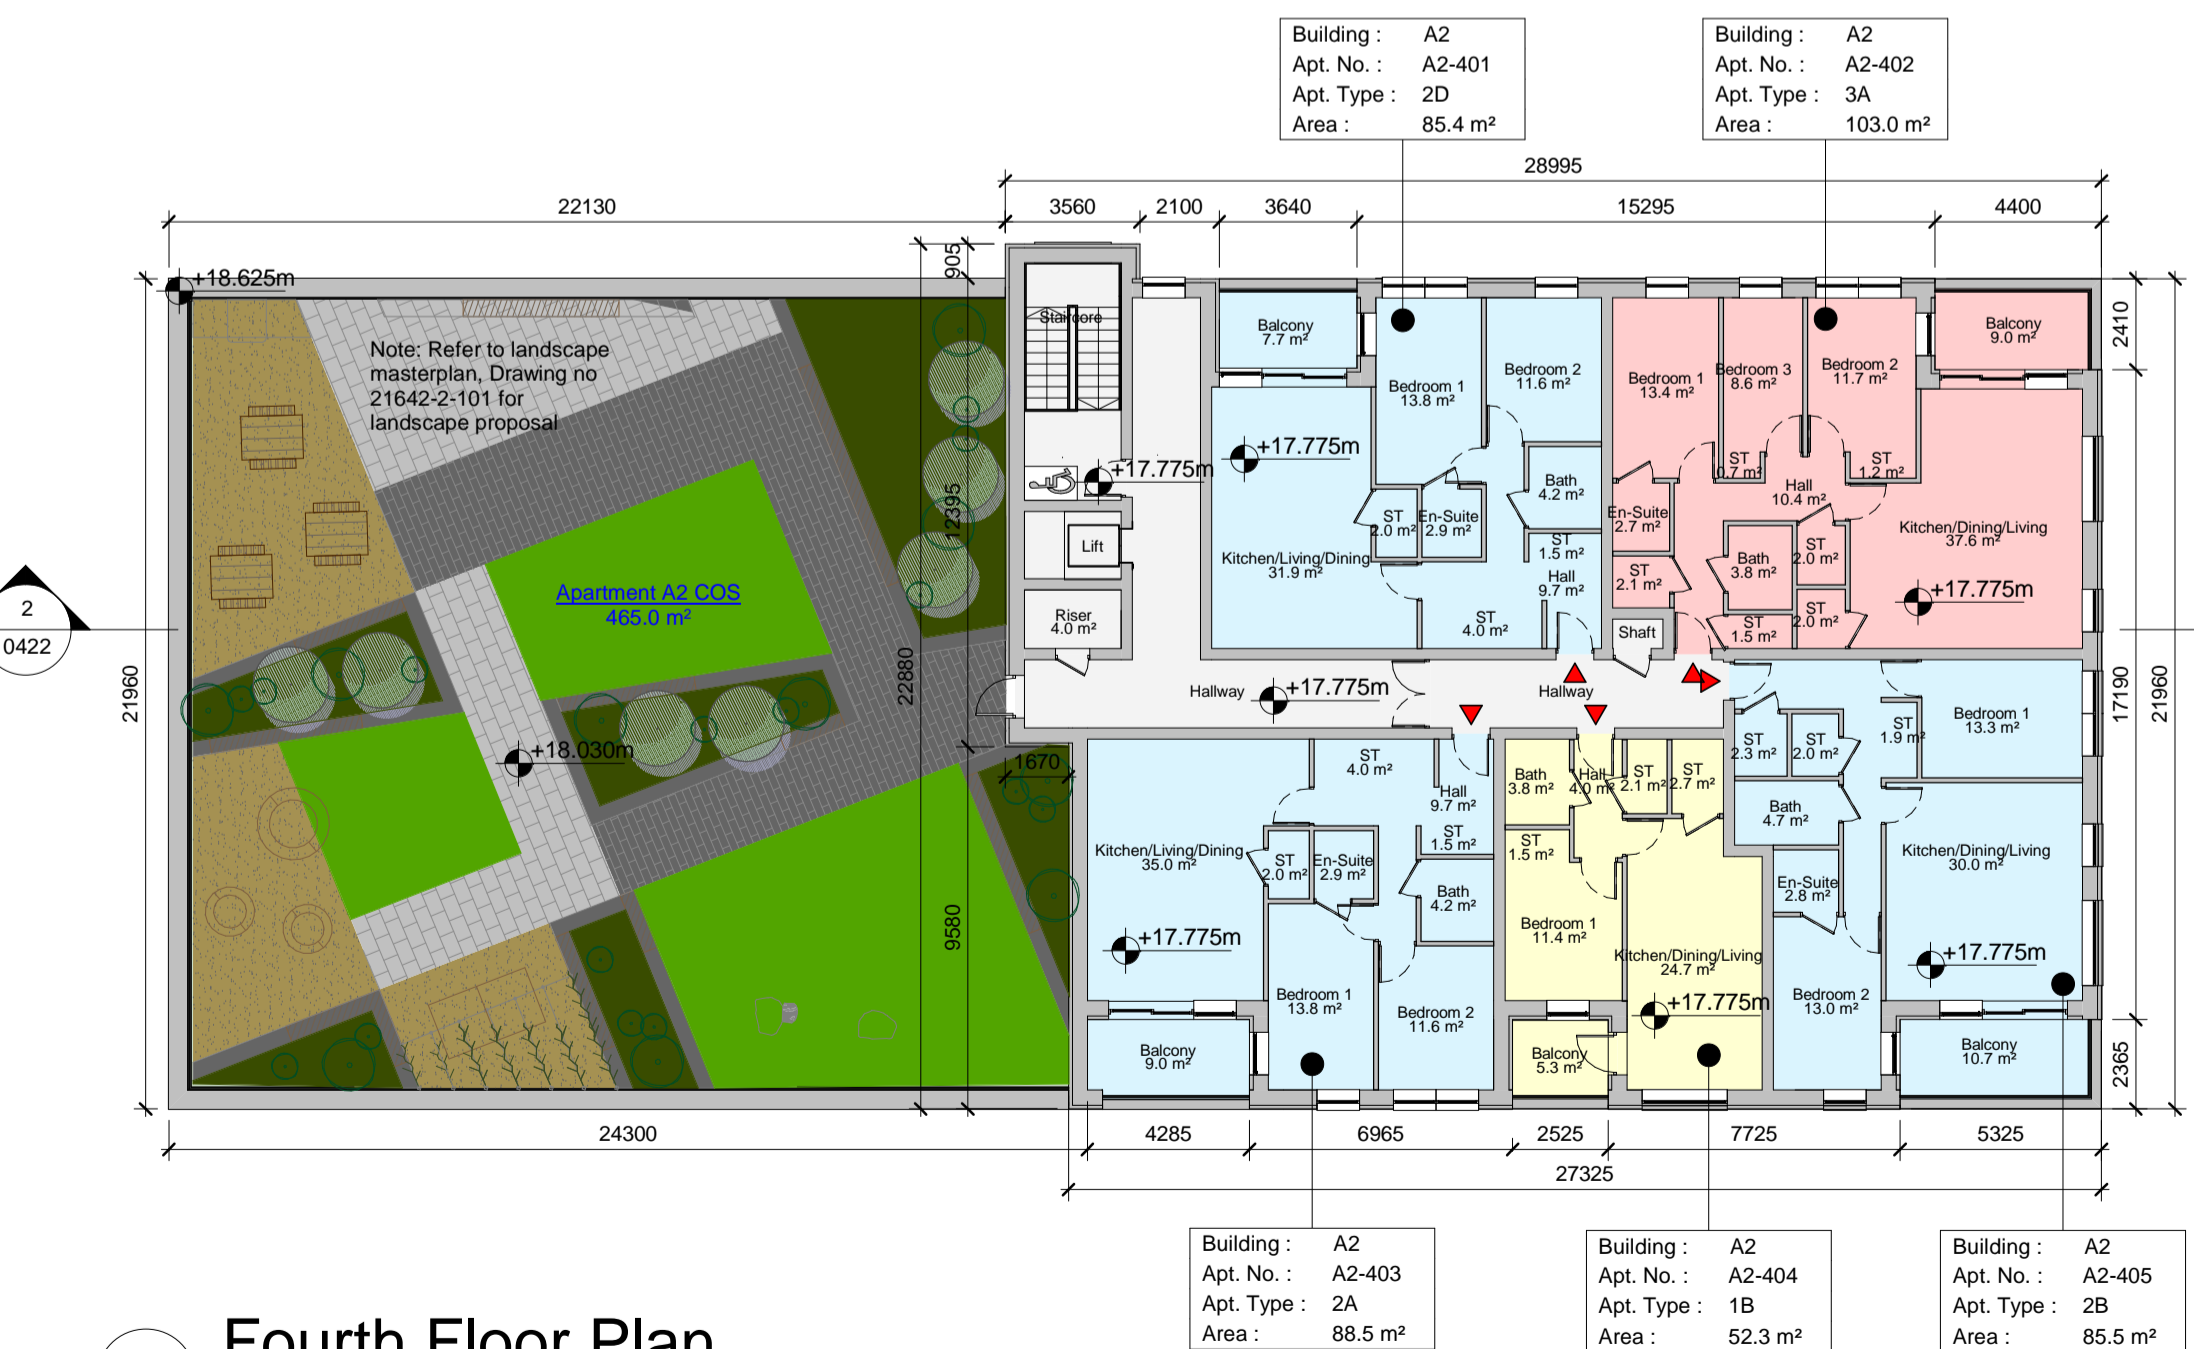 Building : A2
Apt. No. : A2-401
Apt. Type : 2D
Area : 85.4 m²
Building : A2
Apt. No. : A2-402
Apt. Type : 3A
Area : 103.0 m²
28995
22130
3560
2100
3640
15295
4400
905
+18.625m
Note: Refer to landscape
masterplan, Drawing no
21642-2-101 for
landscape proposal
Staircore
Balcony
7.7 m²
Bedroom 1
13.8 m²
Bedroom 2
11.6 m²
Bedroom 1
13.4 m²
Bedroom 3
8.6 m²
Bedroom 2
11.7 m²
Balcony
9.0 m²
2410
+17.775m
+17.775m
Bath
4.2 m²
ST
0.7 m²
ST
1.2 m²
Hall
10.4 m²
12395
Lift
ST
2.0 m²
En-Suite
2.9 m²
En-Suite
2.7 m²
Kitchen/Dining/Living
37.6 m²
Kitchen/Living/Dining
31.9 m²
ST
1.5 m²
Hall
9.7 m²
Bath
3.8 m²
ST
2.0 m²
ST
2.1 m²
+17.775m
Apartment A2 COS
465.0 m²
Riser
4.0 m²
ST
4.0 m²
Shaft
ST
1.5 m²
ST
2.0 m²
2
0422
21960
22880
Hallway
+17.775m
Hallway
17190
21960
Bedroom 1
13.3 m²
ST
1.9 m²
ST
2.3 m²
ST
2.0 m²
+18.030m
1670
ST
4.0 m²
Bath
3.8 m²
Hall
4.0 m²
ST
2.1 m²
ST
2.7 m²
Hall
9.7 m²
Bath
4.7 m²
Kitchen/Living/Dining
35.0 m²
ST
2.0 m²
En-Suite
2.9 m²
ST
1.5 m²
ST
1.5 m²
Kitchen/Dining/Living
30.0 m²
Bath
4.2 m²
En-Suite
2.8 m²
9580
+17.775m
Bedroom 1
11.4 m²
Kitchen/Dining/Living
24.7 m²
+17.775m
Bedroom 1
13.8 m²
Bedroom 2
11.6 m²
+17.775m
Bedroom 2
13.0 m²
Balcony
9.0 m²
Balcony
5.3 m²
Balcony
10.7 m²
2365
24300
4285
6965
2525
7725
5325
27325
Building : A2
Apt. No. : A2-403
Apt. Type : 2A
Area : 88.5 m²
Building : A2
Apt. No. : A2-404
Apt. Type : 1B
Area : 52.3 m²
Building : A2
Apt. No. : A2-405
Apt. Type : 2B
Area : 85.5 m²
Fourth Floor Plan